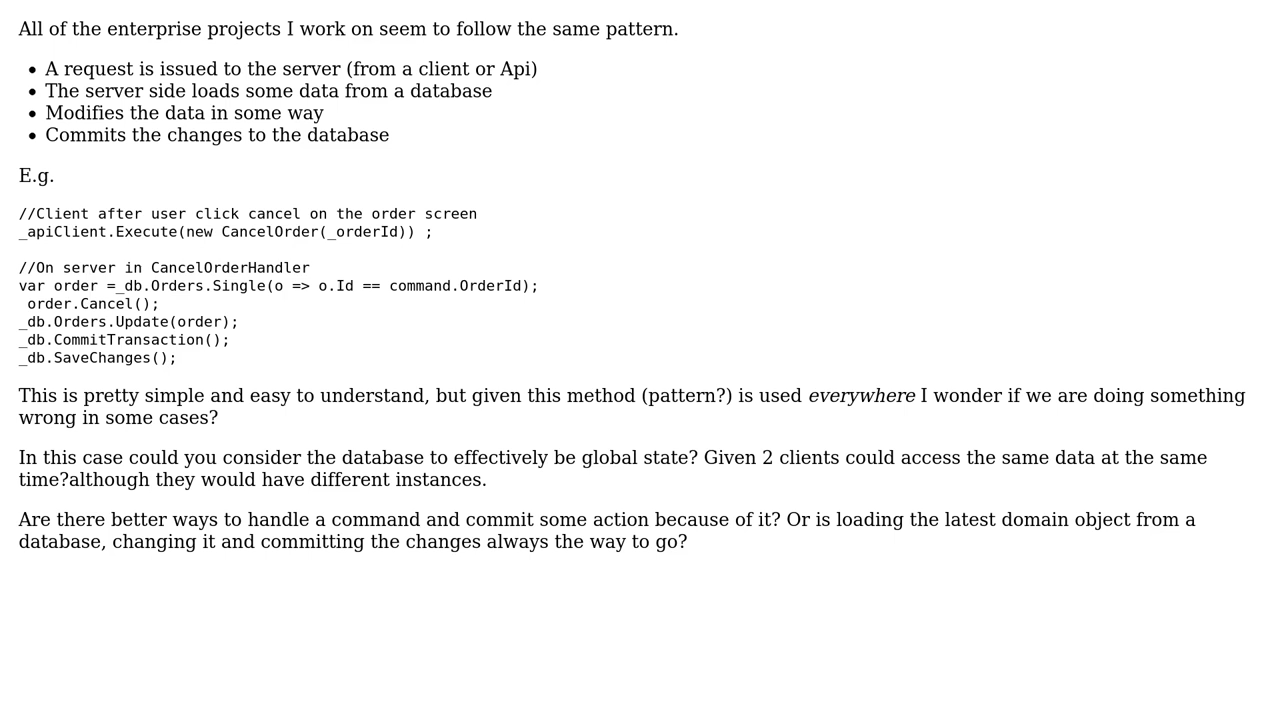 All of the enterprise projects I work on seem to follow the same pattern.
• A request is issued to the server (from a client or Api)
• The server side loads some data from a database
• Modifies the data in some way
• Commits the changes to the database
E.g.
//Client after user click cancel on the order screen
_apiClient.Execute(new CancelOrder(_orderId)) ;
//On server in CancelOrderHandler
var order =_db.Orders.Single(o => o.Id == command.OrderId);
 order.Cancel();
_db.Orders.Update(order);
_db.CommitTransaction();
_db.SaveChanges();
This is pretty simple and easy to understand, but given this method (pattern?) is used everywhere I wonder if we are doing something
wrong in some cases?
In this case could you consider the database to effectively be global state? Given 2 clients could access the same data at the same
time?although they would have different instances.
Are there better ways to handle a command and commit some action because of it? Or is loading the latest domain object from a
database, changing it and committing the changes always the way to go?